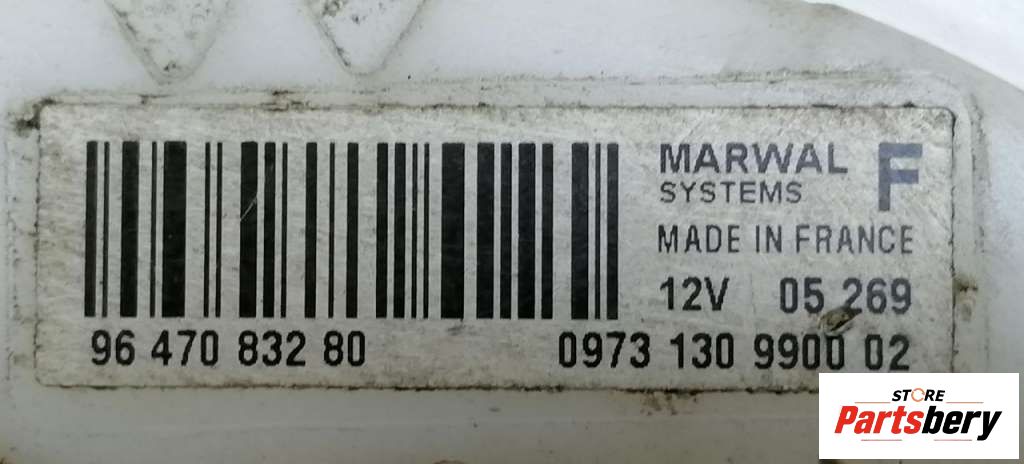 MARWAL F
SYSTEMS
MADE IN FRANCE
12V 05 269
96 470 832 80 0973 130 9900 02
STORE
Partsbery